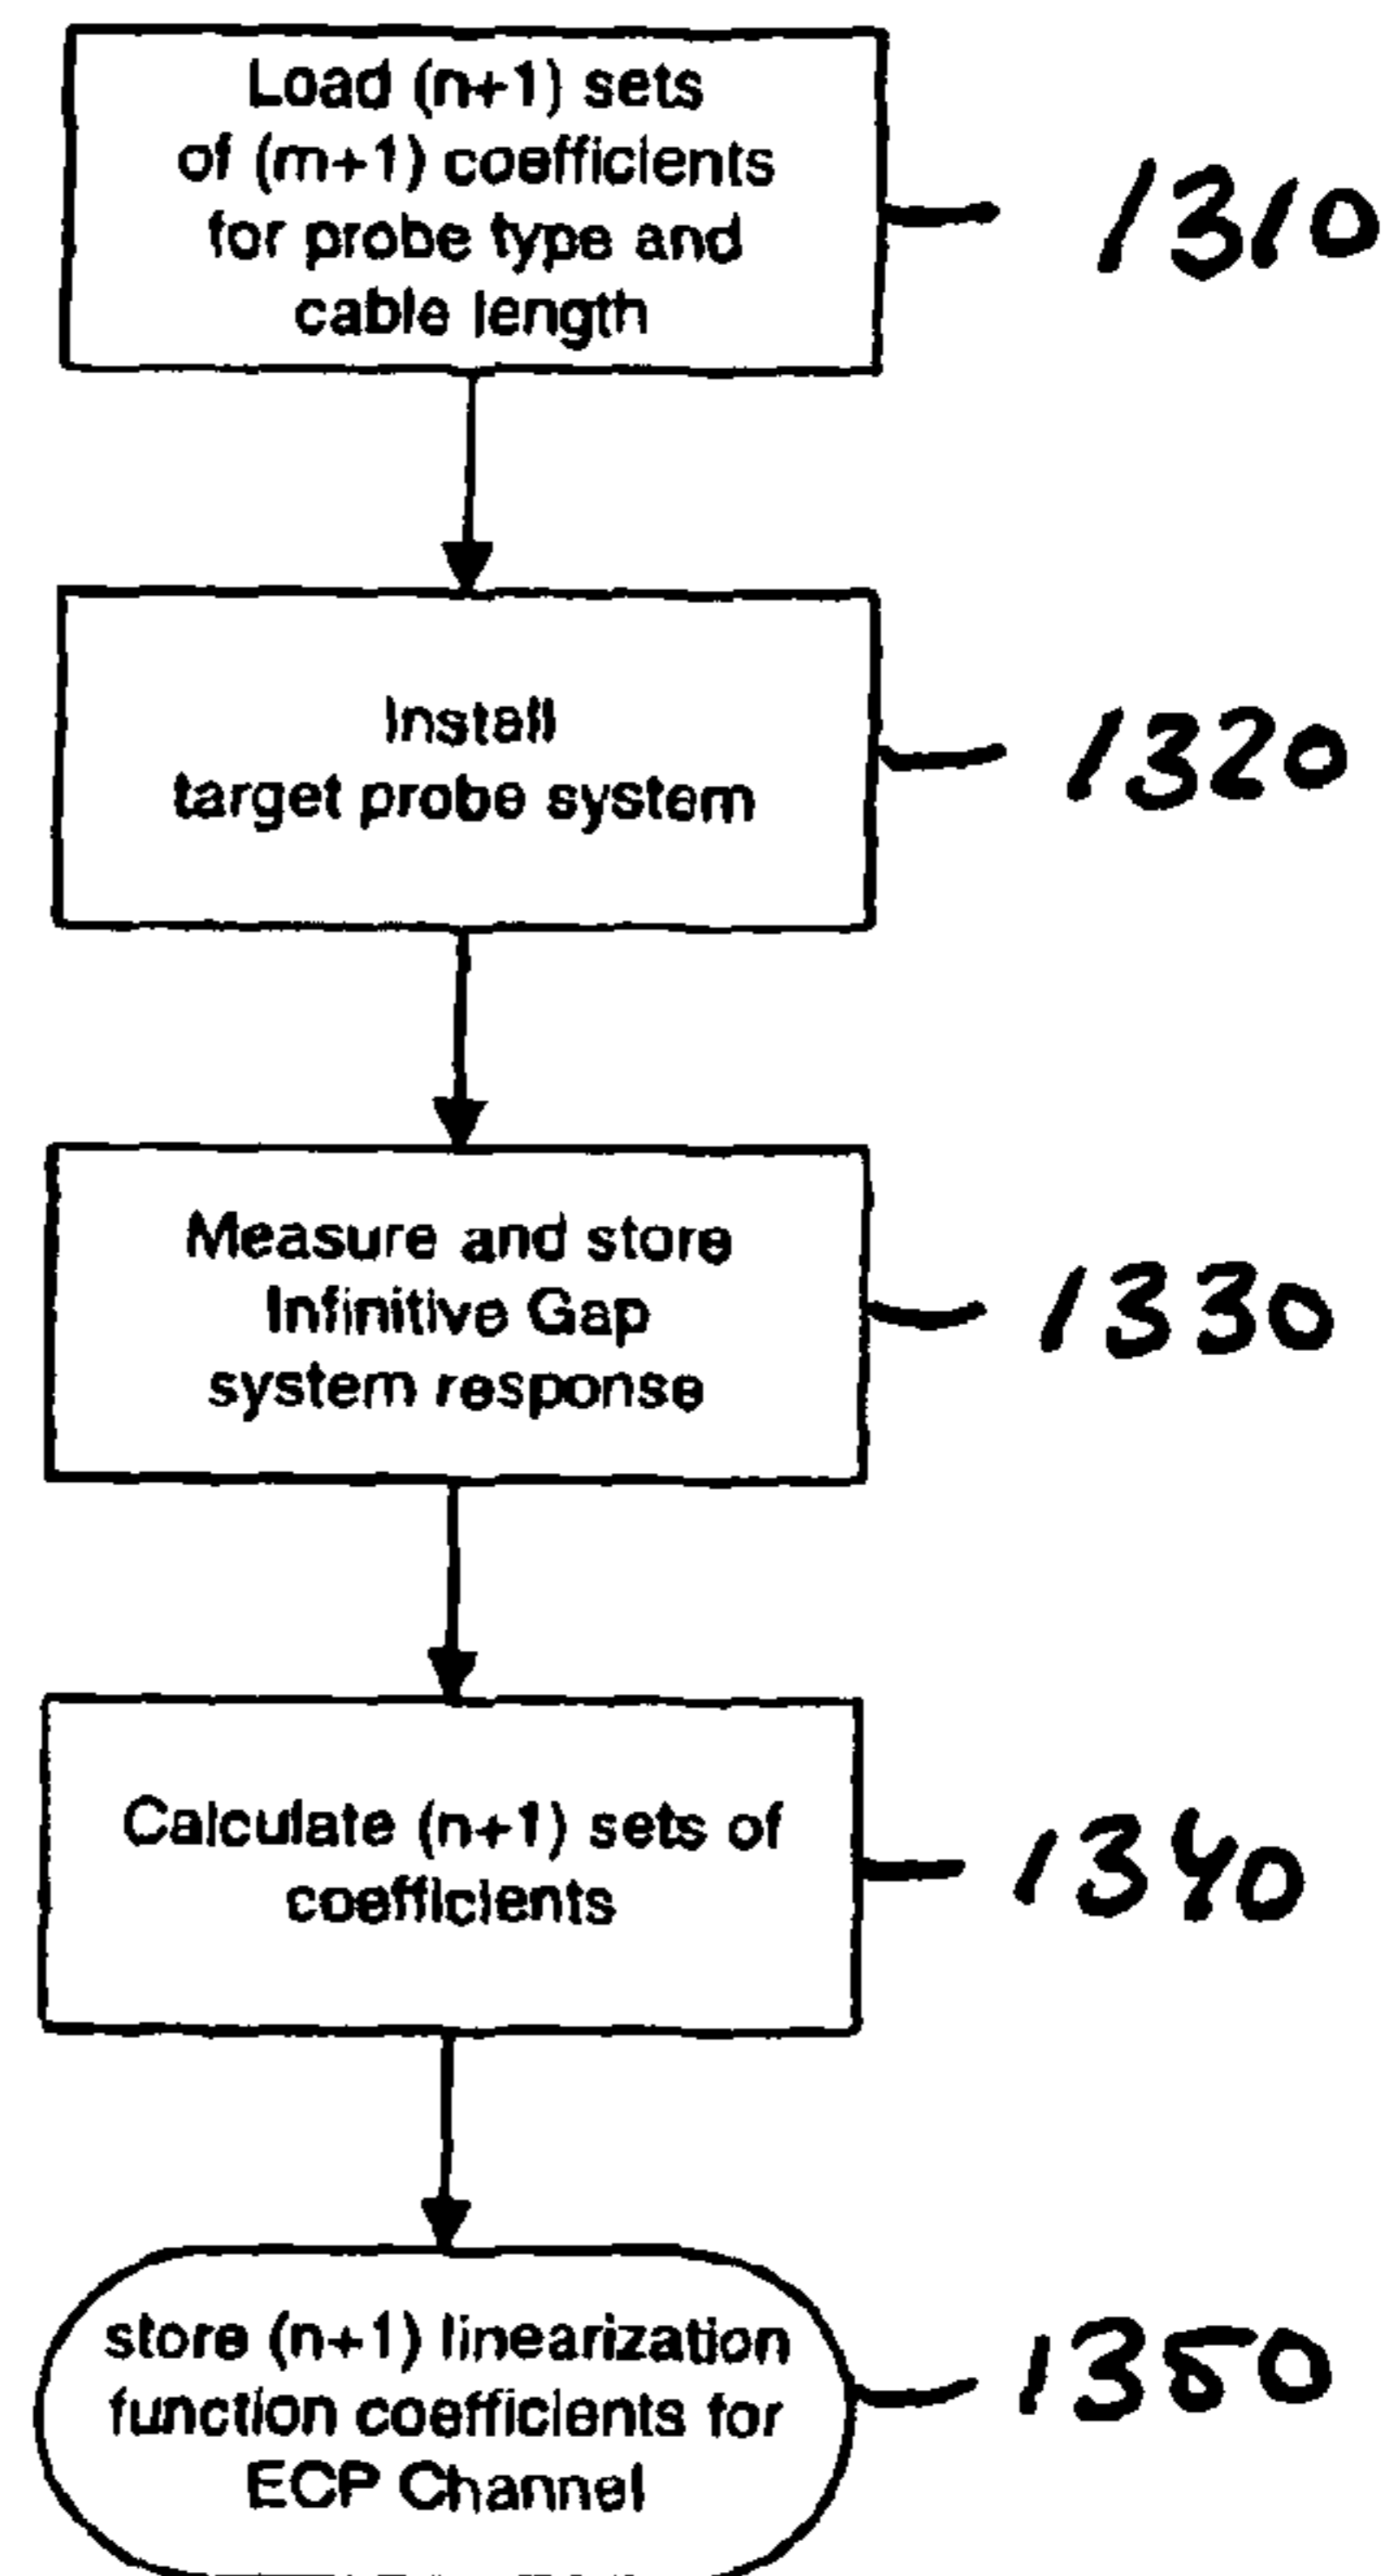 Load (n+1) sets
of (m+1) coefficients
for probe type and
cable length
1310
Install
target probe system
1320
Measure and store
Infinitive Gap
system response
1330
Calculate (n+1) sets of
coefficients
1340
store (n+1) linearization
function coefficients for
ECP Channel
1350